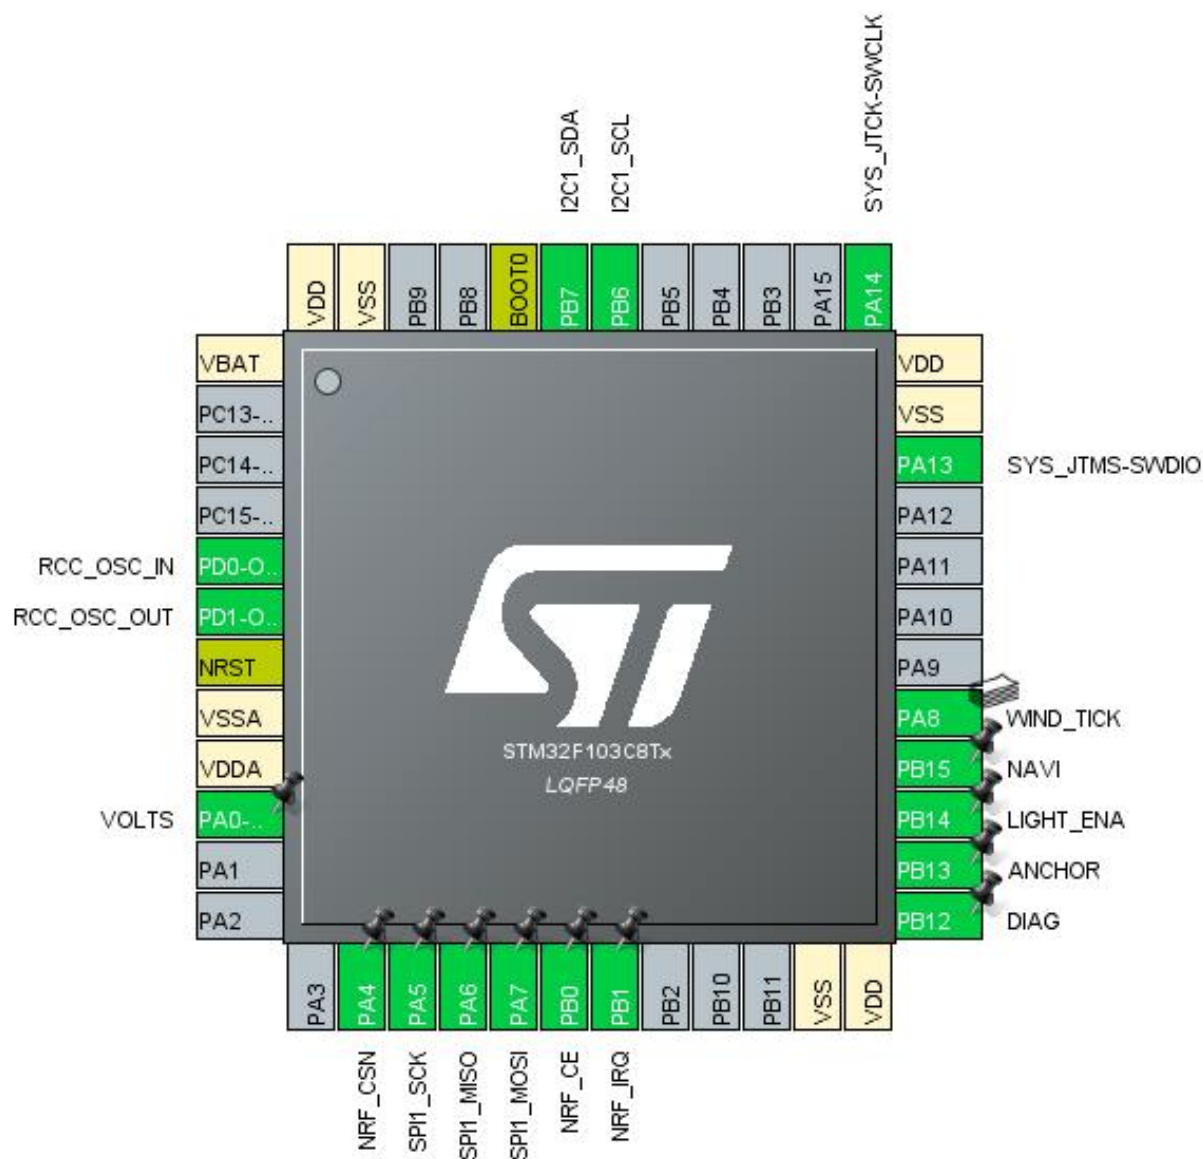 I2C1_SDA
I2C1_SCL
SYS_JTCK-SWCLK
VDD
VSS
PB9
PB8
BOOT0
PB7
PB6
PB5
PB4
PB3
PA15
PA14
VBAT
PC13-..
PC14-..
PC15-..
RCC_OSC_IN PD0-O..
RCC_OSC_OUT PD1-O..
NRST
VSSA
VDDA
VOLTS PA0-..
PA1
PA2
STM32F103C8Tx
LQFP48
VDD
VSS
PA13 SYS_JTMS-SWDIO
PA12
PA11
PA10
PA9
PA8 WIND_TICK
PB15 NAVI
PB14 LIGHT_ENA
PB13 ANCHOR
PB12 DIAG
PA3
PA4
PA5
PA6
PA7
PB0
PB1
PB2
PB10
PB11
VSS
VDD
NRF_CSN
SPI1_SCK
SPI1_MISO
SPI1_MOSI
NRF_CE
NRF_IRQ